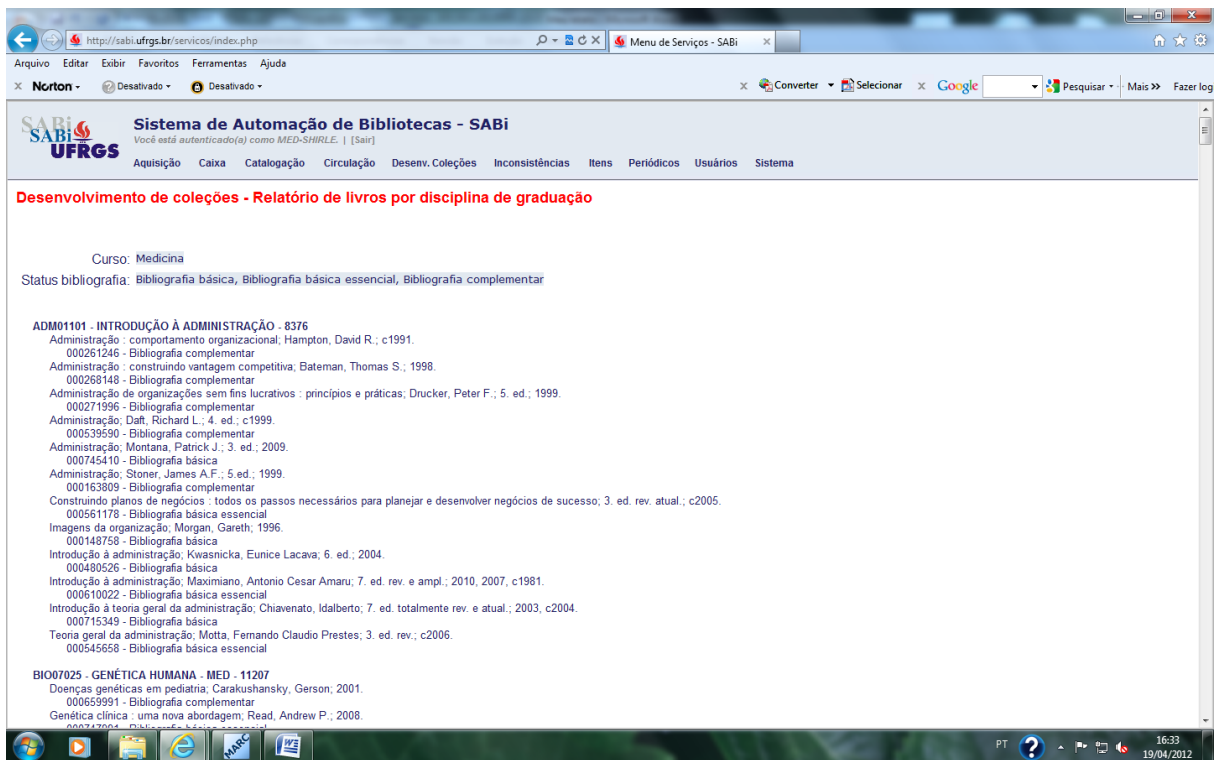 http://sabi.ufrgs.br/servicos/index.php
Menu de Serviços - SABi
Arquivo Editar Exibir Favoritos Ferramentas Ajuda
x Norton Desativado Desativado x Converter Selecionar x Google Pesquisar Mais >> Fazer log
SABi UFRGS
Sistema de Automação de Bibliotecas - SABi
Você está autenticado(a) como MED-SHIRLE. | [Sair]
Aquisição Caixa Catalogação Circulação Desenv. Coleções Inconsistências Itens Periódicos Usuários Sistema
Desenvolvimento de coleções - Relatório de livros por disciplina de graduação
Curso: Medicina
Status bibliografia: Bibliografia básica, Bibliografia básica essencial, Bibliografia complementar
ADM01101 - INTRODUÇÃO À ADMINISTRAÇÃO - 8376
Administração : comportamento organizacional; Hampton, David R.; c1991.
000261246 - Bibliografia complementar
Administração : construindo vantagem competitiva; Bateman, Thomas S.; 1998.
000268148 - Bibliografia complementar
Administração de organizações sem fins lucrativos : princípios e práticas; Drucker, Peter F.; 5. ed.; 1999.
000271996 - Bibliografia complementar
Administração; Daft, Richard L.; 4. ed.; c1999.
000539590 - Bibliografia complementar
Administração; Montana, Patrick J.; 3. ed.; 2009.
000745410 - Bibliografia básica
Administração; Stoner, James A.F.; 5.ed.; 1999.
000163809 - Bibliografia complementar
Construindo planos de negócios : todos os passos necessários para planejar e desenvolver negócios de sucesso; 3. ed. rev. atual.; c2005.
000561178 - Bibliografia básica essencial
Imagens da organização; Morgan, Gareth; 1996.
000148758 - Bibliografia básica
Introdução à administração; Kwasnicka, Eunice Lacava; 6. ed.; 2004.
000480526 - Bibliografia básica
Introdução à administração; Maximiano, Antonio Cesar Amaru; 7. ed. rev. e ampl.; 2010, 2007, c1981.
000610022 - Bibliografia básica essencial
Introdução à teoria geral da administração; Chiavenato, Idalberto; 7. ed. totalmente rev. e atual.; 2003, c2004.
000715349 - Bibliografia básica
Teoria geral da administração; Motta, Fernando Claudio Prestes; 3. ed. rev.; c2006.
000545658 - Bibliografia básica essencial
BIO07025 - GENÉTICA HUMANA - MED - 11207
Doenças genéticas em pediatria; Carakushansky, Gerson; 2001.
000659991 - Bibliografia complementar
Genética clínica : uma nova abordagem; Read, Andrew P.; 2008.
MARC
PT 16:33
19/04/2012